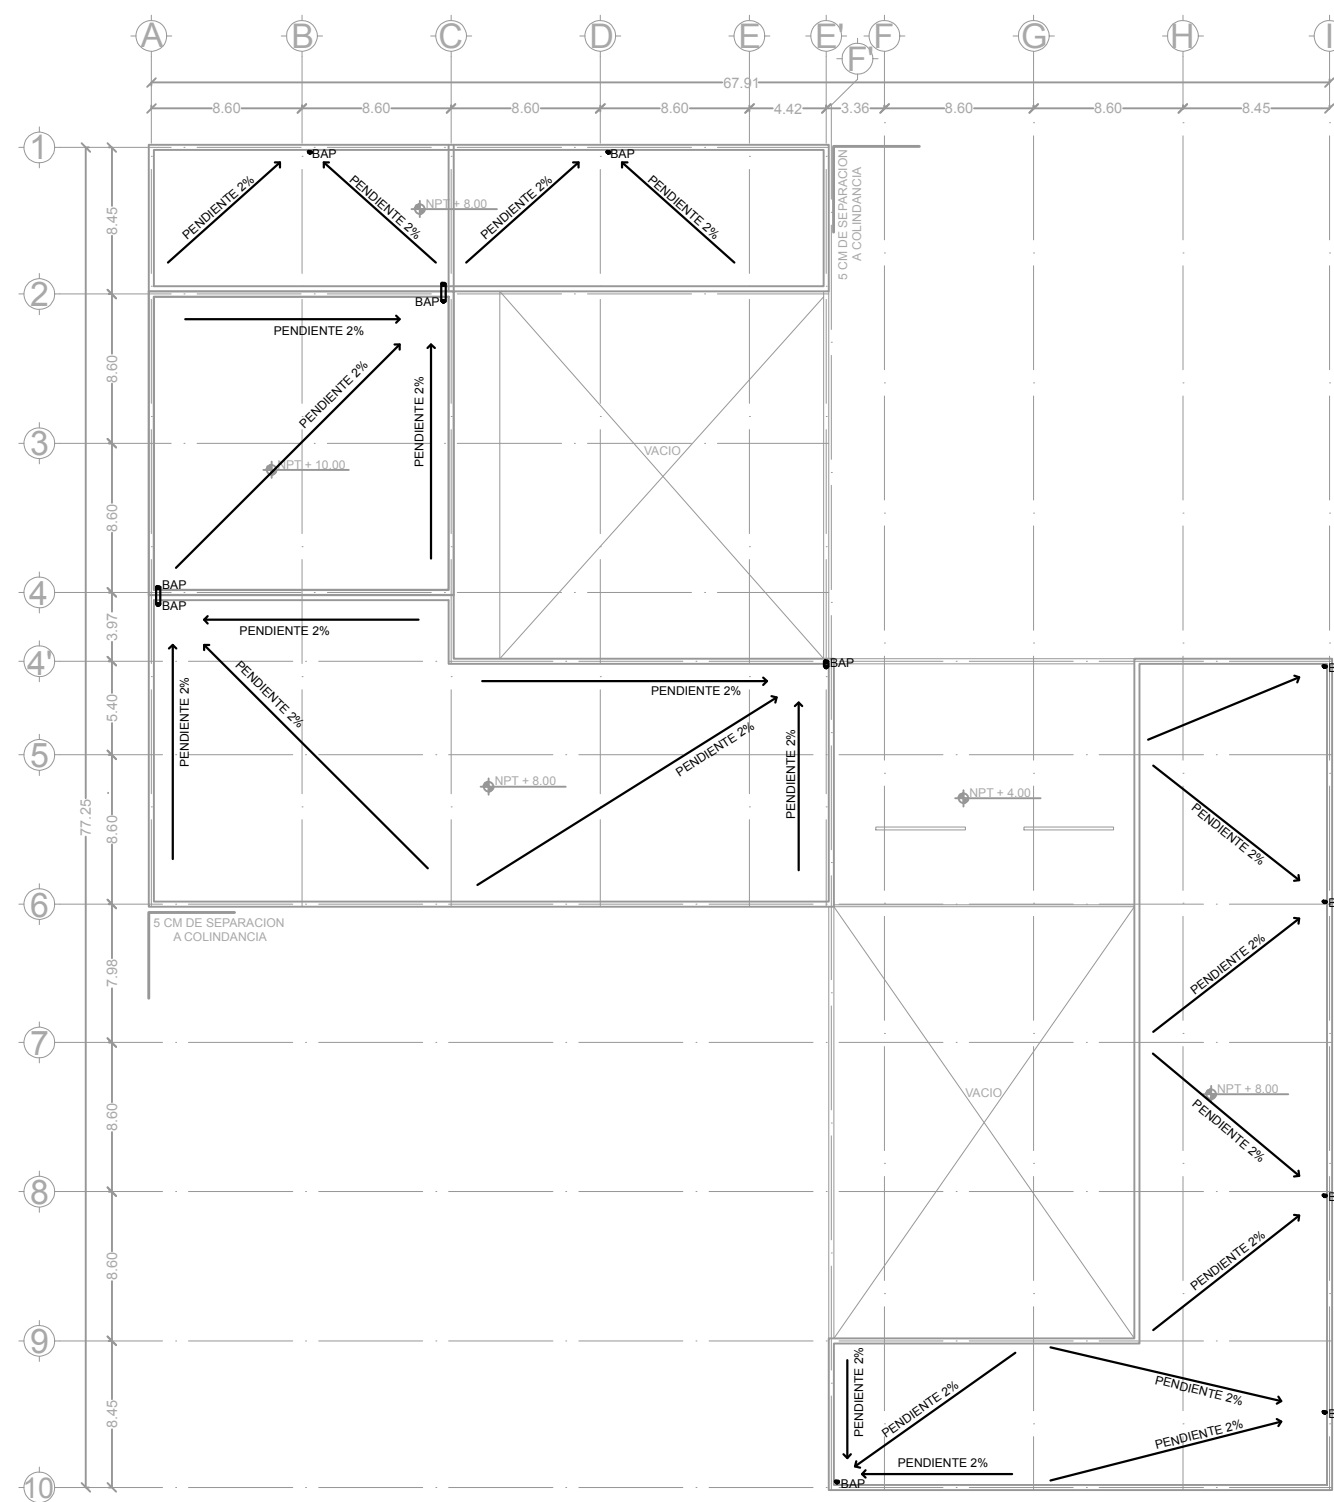 A B C D E E' F G H I
F'
67.91
8.60 8.60 8.60 8.60 4.42 3.36 8.60 8.60 8.45
1
BAP
BAP
PENDIENTE 2%
PENDIENTE 2%
PENDIENTE 2%
PENDIENTE 2%
NPT + 8.00
5 CM DE SEPARACION
A COLINDANCIA
8.45
2
BAP
PENDIENTE 2%
PENDIENTE 2%
PENDIENTE 2%
8.60
3
VACIO
NPT + 10.00
8.60
4
BAP
BAP
3.97
PENDIENTE 2%
4'
BAP
PENDIENTE 2%
PENDIENTE 2%
PENDIENTE 2%
PENDIENTE 2%
PENDIENTE 2%
5.40
5
NPT + 8.00
NPT + 4.00
77.25
8.60
PENDIENTE 2%
6
5 CM DE SEPARACION
A COLINDANCIA
7.98
PENDIENTE 2%
7
NPT + 8.00
VACIO
PENDIENTE 2%
8.60
8
8.60
PENDIENTE 2%
9
PENDIENTE 2%
PENDIENTE 2%
PENDIENTE 2%
PENDIENTE 2%
8.45
PENDIENTE 2%
10
BAP